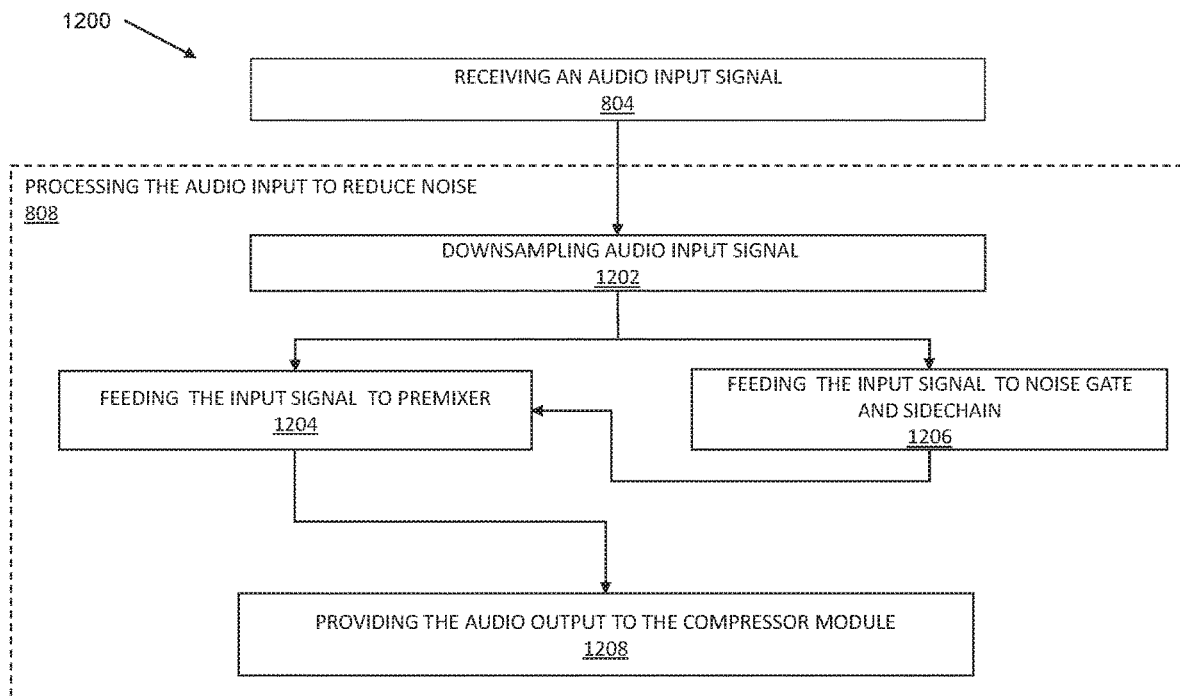 1200
RECEIVING AN AUDIO INPUT SIGNAL
804
PROCESSING THE AUDIO INPUT TO REDUCE NOISE
808
DOWNSAMPLING AUDIO INPUT SIGNAL
1202
FEEDING THE INPUT SIGNAL TO PREMIXER
1204
FEEDING THE INPUT SIGNAL TO NOISE GATE
AND SIDECHAIN
1206
PROVIDING THE AUDIO OUTPUT TO THE COMPRESSOR MODULE
1208